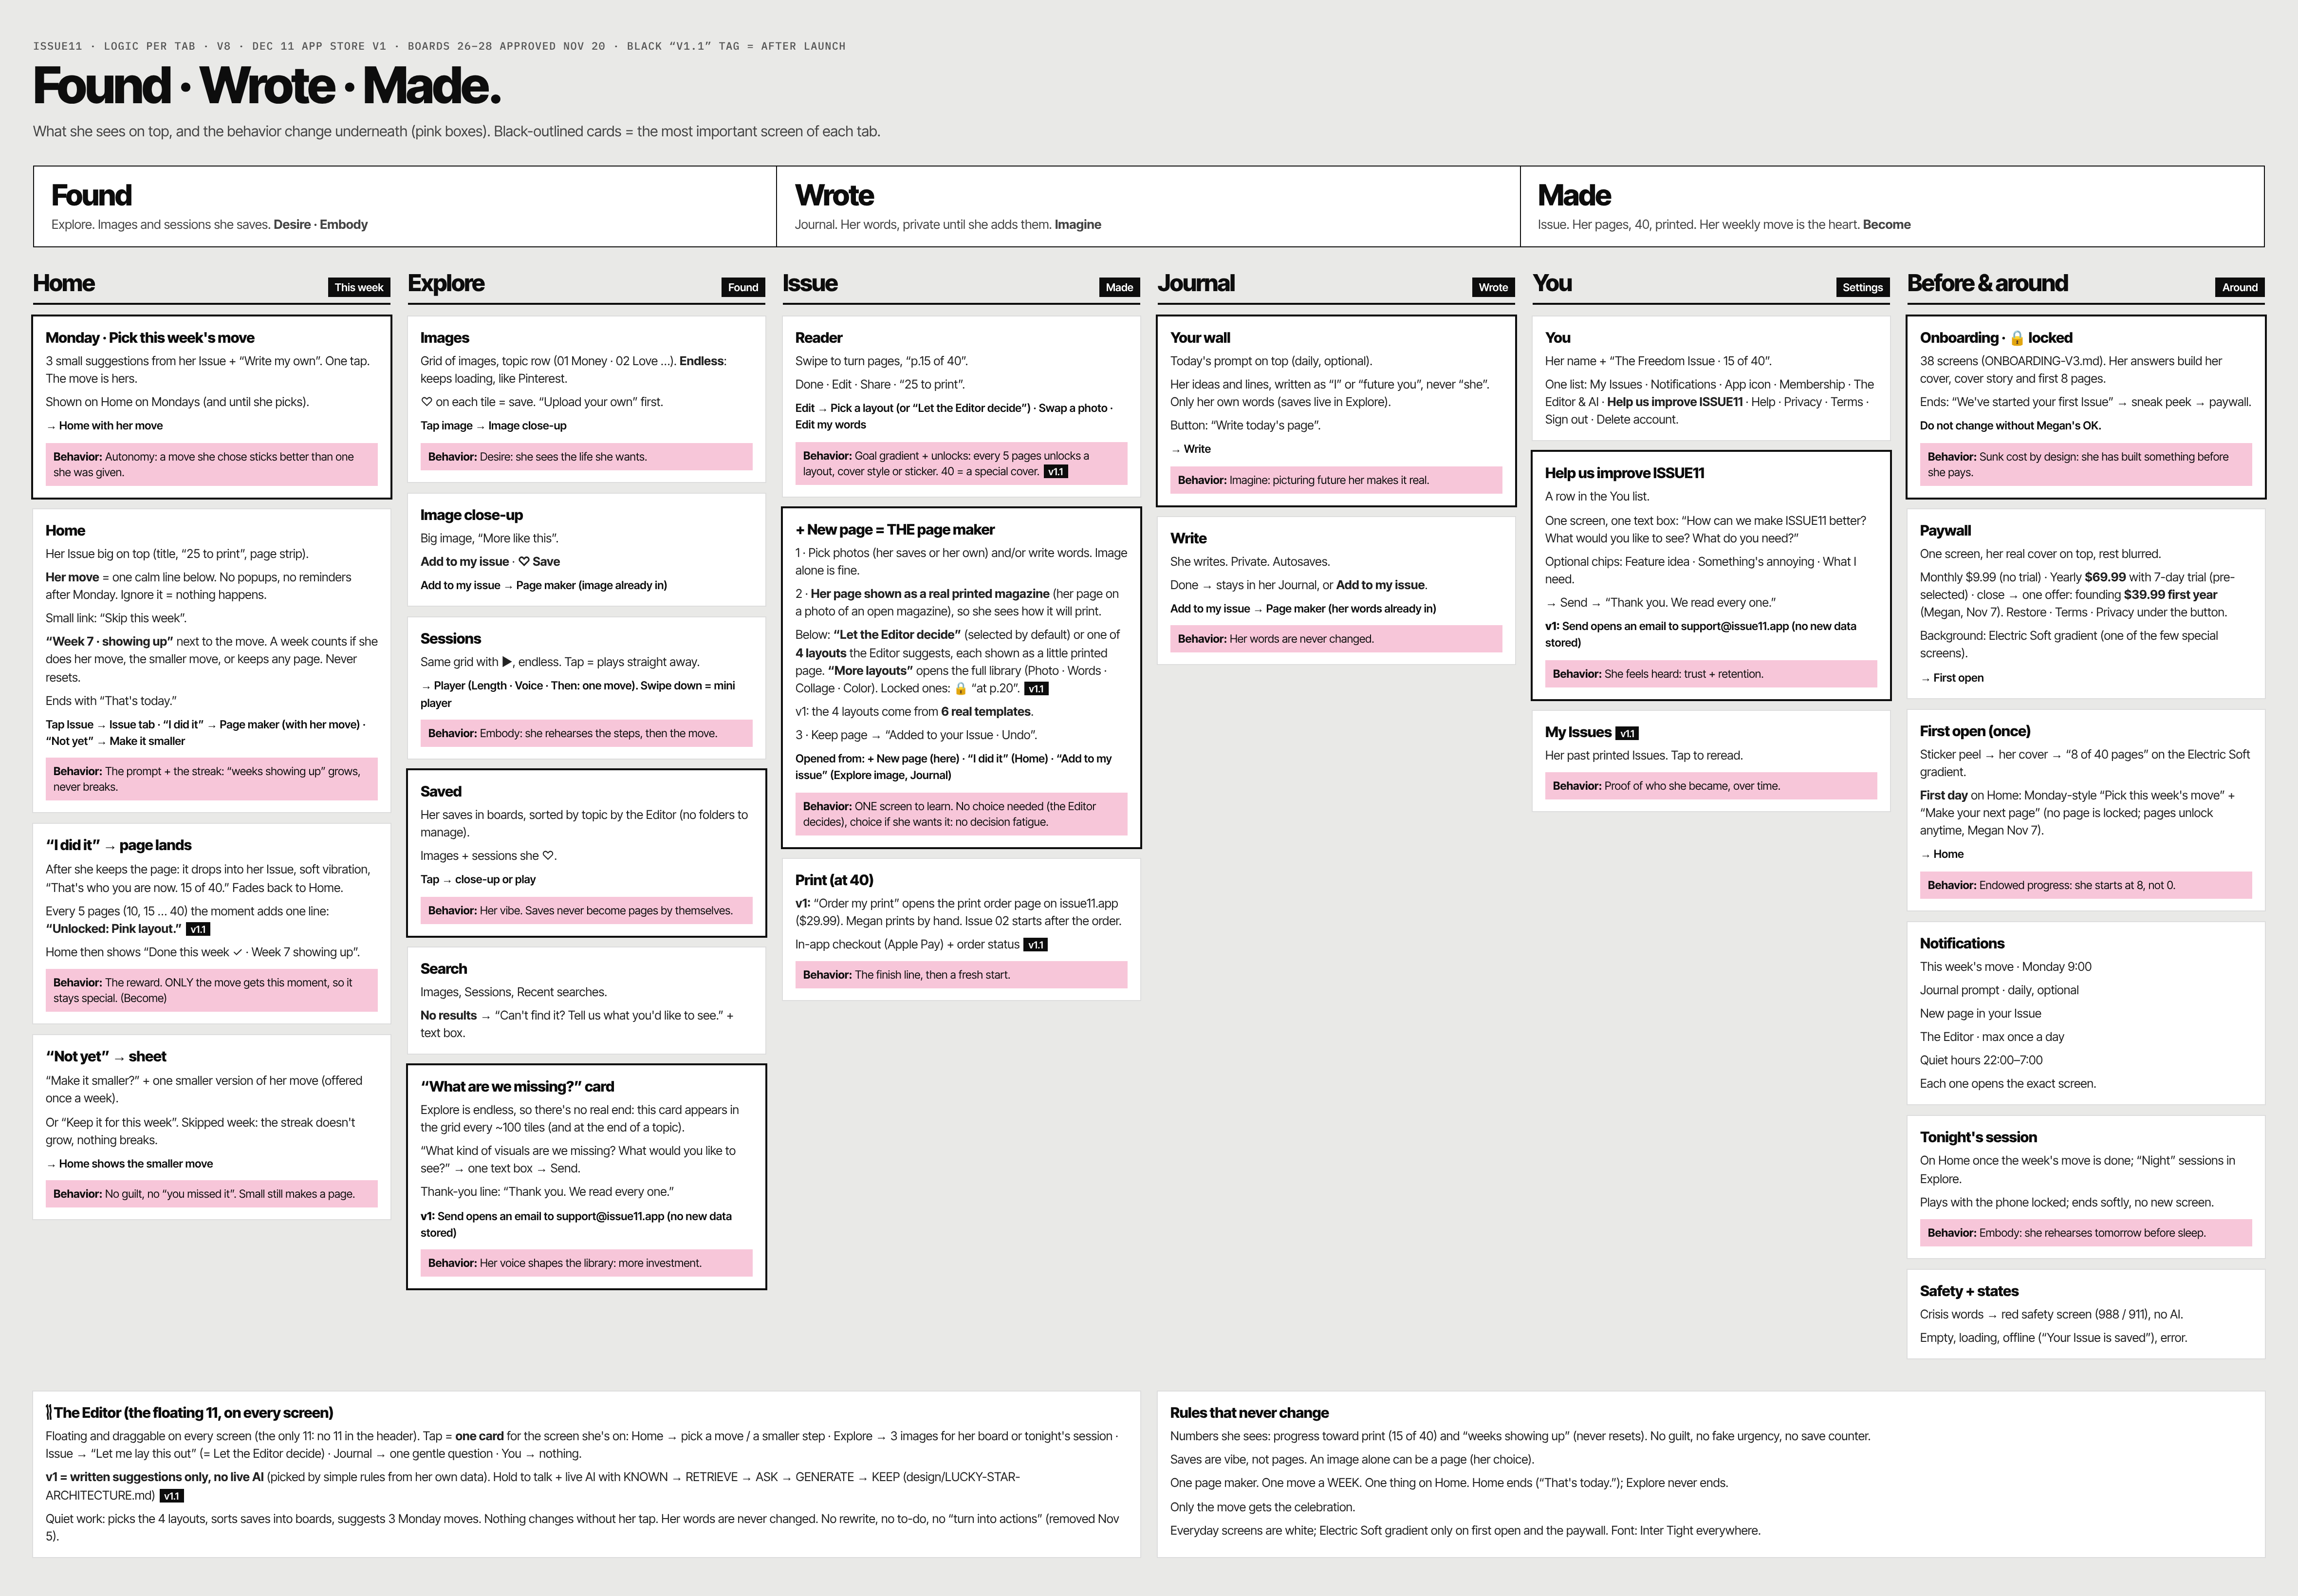 ISSUE11 · LOGIC PER TAB · V8 · DEC 11 APP STORE V1 · BOARDS 26–28 APPROVED NOV 20 · BLACK “V1.1” TAG = AFTER LAUNCH
Found · Wrote · Made.
What she sees on top, and the behavior change underneath (pink boxes). Black-outlined cards = the most important screen of each tab.
Found
Explore. Images and sessions she saves. Desire · Embody
Wrote
Journal. Her words, private until she adds them. Imagine
Made
Issue. Her pages, 40, printed. Her weekly move is the heart. Become
Home
This week
Monday · Pick this week's move
3 small suggestions from her Issue + “Write my own”. One tap.
The move is hers.
Shown on Home on Mondays (and until she picks).
→ Home with her move
Behavior: Autonomy: a move she chose sticks better than one
she was given.
Home
Her Issue big on top (title, “25 to print”, page strip).
Her move = one calm line below. No popups, no reminders
after Monday. Ignore it = nothing happens.
Small link: “Skip this week”.
“Week 7 · showing up” next to the move. A week counts if she
does her move, the smaller move, or keeps any page. Never
resets.
Ends with “That's today.”
Tap Issue → Issue tab · “I did it” → Page maker (with her move) ·
“Not yet” → Make it smaller
Behavior: The prompt + the streak: “weeks showing up” grows,
never breaks.
“I did it” → page lands
After she keeps the page: it drops into her Issue, soft vibration,
“That's who you are now. 15 of 40.” Fades back to Home.
Every 5 pages (10, 15 … 40) the moment adds one line:
“Unlocked: Pink layout.” v1.1
Home then shows “Done this week ✓ · Week 7 showing up”.
Behavior: The reward. ONLY the move gets this moment, so it
stays special. (Become)
“Not yet” → sheet
“Make it smaller?” + one smaller version of her move (offered
once a week).
Or “Keep it for this week”. Skipped week: the streak doesn't
grow, nothing breaks.
→ Home shows the smaller move
Behavior: No guilt, no “you missed it”. Small still makes a page.
Explore
Found
Images
Grid of images, topic row (01 Money · 02 Love ...). Endless:
keeps loading, like Pinterest.
♡ on each tile = save. “Upload your own” first.
Tap image → Image close-up
Behavior: Desire: she sees the life she wants.
Image close-up
Big image, “More like this”.
Add to my issue · ♡ Save
Add to my issue → Page maker (image already in)
Sessions
Same grid with ▶, endless. Tap = plays straight away.
→ Player (Length · Voice · Then: one move). Swipe down = mini
player
Behavior: Embody: she rehearses the steps, then the move.
Saved
Her saves in boards, sorted by topic by the Editor (no folders to
manage).
Images + sessions she ♡.
Tap → close-up or play
Behavior: Her vibe. Saves never become pages by themselves.
Search
Images, Sessions, Recent searches.
No results → “Can't find it? Tell us what you'd like to see.” +
text box.
“What are we missing?” card
Explore is endless, so there's no real end: this card appears in
the grid every ~100 tiles (and at the end of a topic).
“What kind of visuals are we missing? What would you like to
see?” → one text box → Send.
Thank-you line: “Thank you. We read every one.”
v1: Send opens an email to support@issue11.app (no new data
stored)
Behavior: Her voice shapes the library: more investment.
Issue
Made
Reader
Swipe to turn pages, “p.15 of 40”.
Done · Edit · Share · “25 to print”.
Edit → Pick a layout (or “Let the Editor decide”) · Swap a photo ·
Edit my words
Behavior: Goal gradient + unlocks: every 5 pages unlocks a
layout, cover style or sticker. 40 = a special cover. v1.1
+ New page = THE page maker
1 · Pick photos (her saves or her own) and/or write words. Image
alone is fine.
2 · Her page shown as a real printed magazine (her page on
a photo of an open magazine), so she sees how it will print.
Below: “Let the Editor decide” (selected by default) or one of
4 layouts the Editor suggests, each shown as a little printed
page. “More layouts” opens the full library (Photo · Words ·
Collage · Color). Locked ones: 🔒 “at p.20”. v1.1
v1: the 4 layouts come from 6 real templates.
3 · Keep page → “Added to your Issue · Undo”.
Opened from: + New page (here) · “I did it” (Home) · “Add to my
issue” (Explore image, Journal)
Behavior: ONE screen to learn. No choice needed (the Editor
decides), choice if she wants it: no decision fatigue.
Print (at 40)
v1: “Order my print” opens the print order page on issue11.app
($29.99). Megan prints by hand. Issue 02 starts after the order.
In-app checkout (Apple Pay) + order status v1.1
Behavior: The finish line, then a fresh start.
Journal
Wrote
Your wall
Today's prompt on top (daily, optional).
Her ideas and lines, written as “I” or “future you”, never “she”.
Only her own words (saves live in Explore).
Button: “Write today's page”.
→ Write
Behavior: Imagine: picturing future her makes it real.
Write
She writes. Private. Autosaves.
Done → stays in her Journal, or Add to my issue.
Add to my issue → Page maker (her words already in)
Behavior: Her words are never changed.
You
Settings
You
Her name + “The Freedom Issue · 15 of 40”.
One list: My Issues · Notifications · App icon · Membership · The
Editor & AI · Help us improve ISSUE11 · Help · Privacy · Terms ·
Sign out · Delete account.
Help us improve ISSUE11
A row in the You list.
One screen, one text box: “How can we make ISSUE11 better?
What would you like to see? What do you need?”
Optional chips: Feature idea · Something's annoying · What I
need.
→ Send → “Thank you. We read every one.”
v1: Send opens an email to support@issue11.app (no new data
stored)
Behavior: She feels heard: trust + retention.
My Issues v1.1
Her past printed Issues. Tap to reread.
Behavior: Proof of who she became, over time.
Before & around
Around
Onboarding · 🔒 locked
38 screens (ONBOARDING-V3.md). Her answers build her
cover, cover story and first 8 pages.
Ends: “We've started your first Issue” → sneak peek → paywall.
Do not change without Megan's OK.
Behavior: Sunk cost by design: she has built something before
she pays.
Paywall
One screen, her real cover on top, rest blurred.
Monthly $9.99 (no trial) · Yearly $69.99 with 7-day trial (pre-
selected) · close → one offer: founding $39.99 first year
(Megan, Nov 7). Restore · Terms · Privacy under the button.
Background: Electric Soft gradient (one of the few special
screens).
→ First open
First open (once)
Sticker peel → her cover → “8 of 40 pages” on the Electric Soft
gradient.
First day on Home: Monday-style “Pick this week's move” +
“Make your next page” (no page is locked; pages unlock
anytime, Megan Nov 7).
→ Home
Behavior: Endowed progress: she starts at 8, not 0.
Notifications
This week's move · Monday 9:00
Journal prompt · daily, optional
New page in your Issue
The Editor · max once a day
Quiet hours 22:00–7:00
Each one opens the exact screen.
Tonight's session
On Home once the week's move is done; “Night” sessions in
Explore.
Plays with the phone locked; ends softly, no new screen.
Behavior: Embody: she rehearses tomorrow before sleep.
Safety + states
Crisis words → red safety screen (988 / 911), no AI.
Empty, loading, offline (“Your Issue is saved”), error.
The Editor (the floating 11, on every screen)
Floating and draggable on every screen (the only 11: no 11 in the header). Tap = one card for the screen she's on: Home → pick a move / a smaller step · Explore → 3 images for her board or tonight's session ·
Issue → “Let me lay this out” (= Let the Editor decide) · Journal → one gentle question · You → nothing.
v1 = written suggestions only, no live AI (picked by simple rules from her own data). Hold to talk + live AI with KNOWN → RETRIEVE → ASK → GENERATE → KEEP (design/LUCKY-STAR-
ARCHITECTURE.md) v1.1
Quiet work: picks the 4 layouts, sorts saves into boards, suggests 3 Monday moves. Nothing changes without her tap. Her words are never changed. No rewrite, no to-do, no “turn into actions” (removed Nov
5).
Rules that never change
Numbers she sees: progress toward print (15 of 40) and “weeks showing up” (never resets). No guilt, no fake urgency, no save counter.
Saves are vibe, not pages. An image alone can be a page (her choice).
One page maker. One move a WEEK. One thing on Home. Home ends (“That's today.”); Explore never ends.
Only the move gets the celebration.
Everyday screens are white; Electric Soft gradient only on first open and the paywall. Font: Inter Tight everywhere.